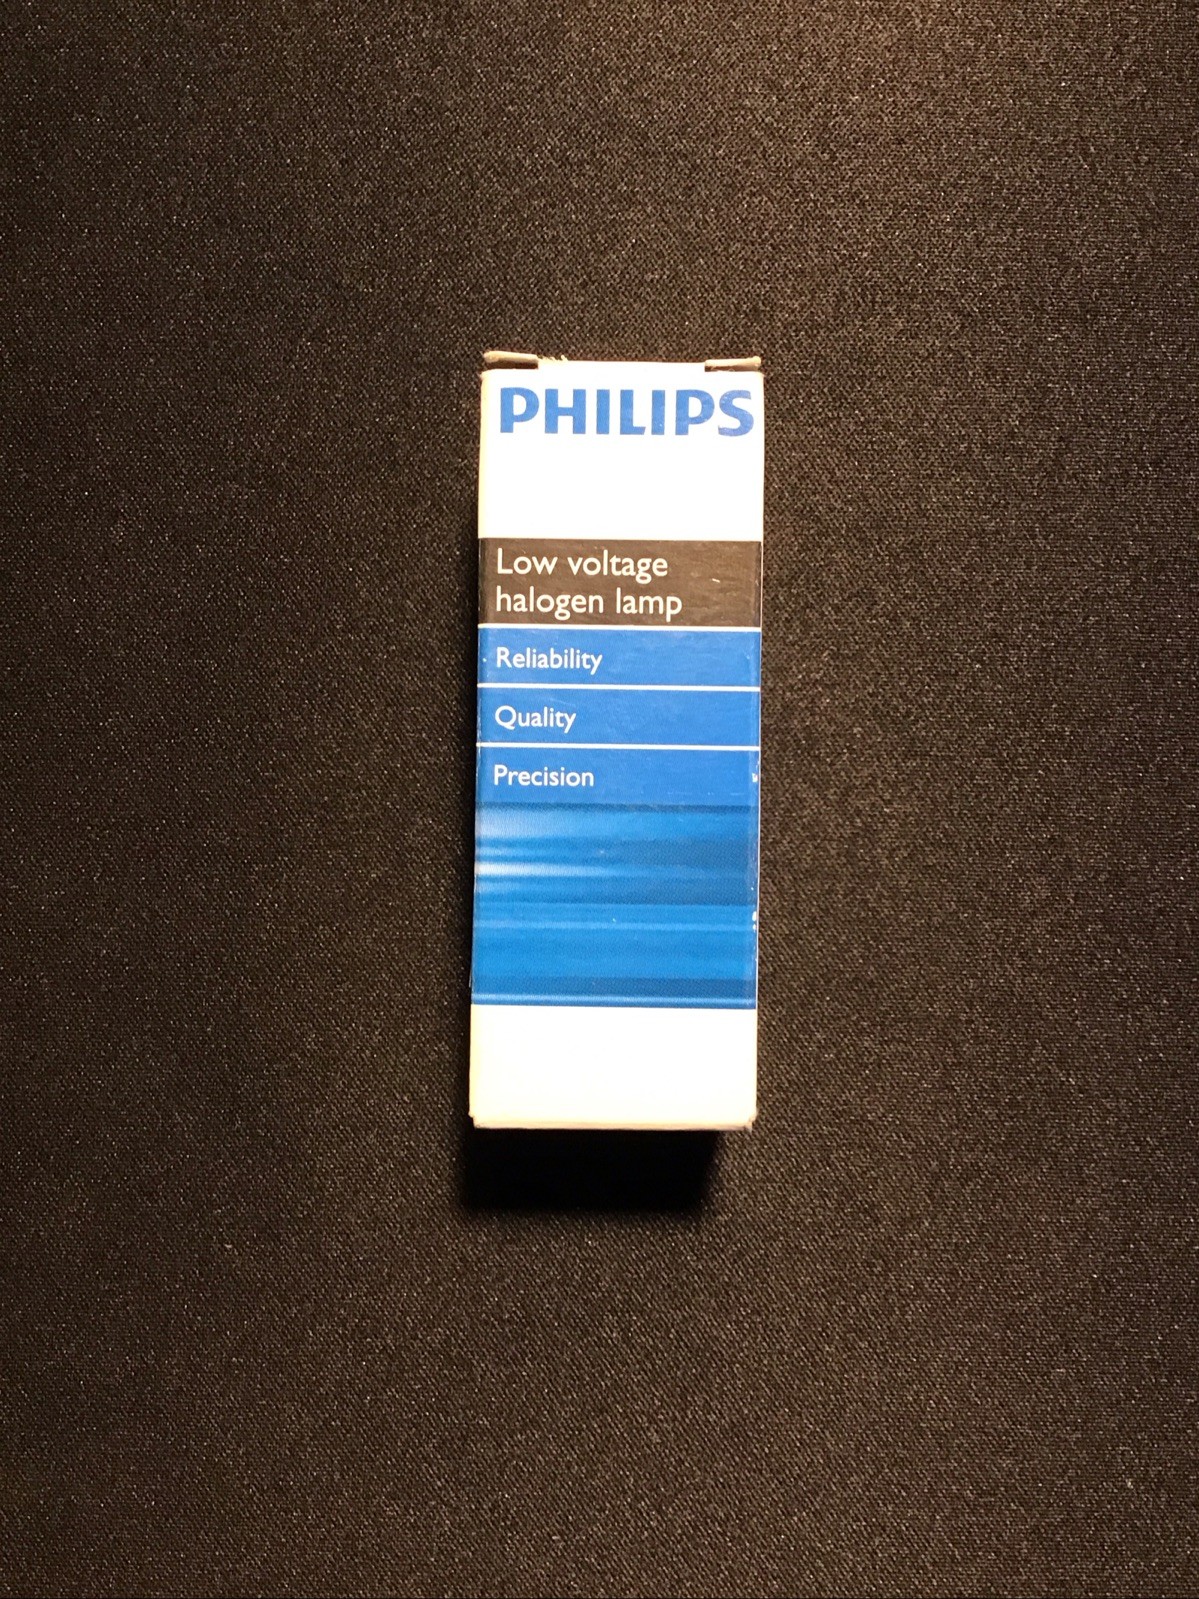 PHILIPS
Low voltage
halogen lamp
Reliability
Quality
Precision